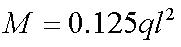 M = 0.125ql²